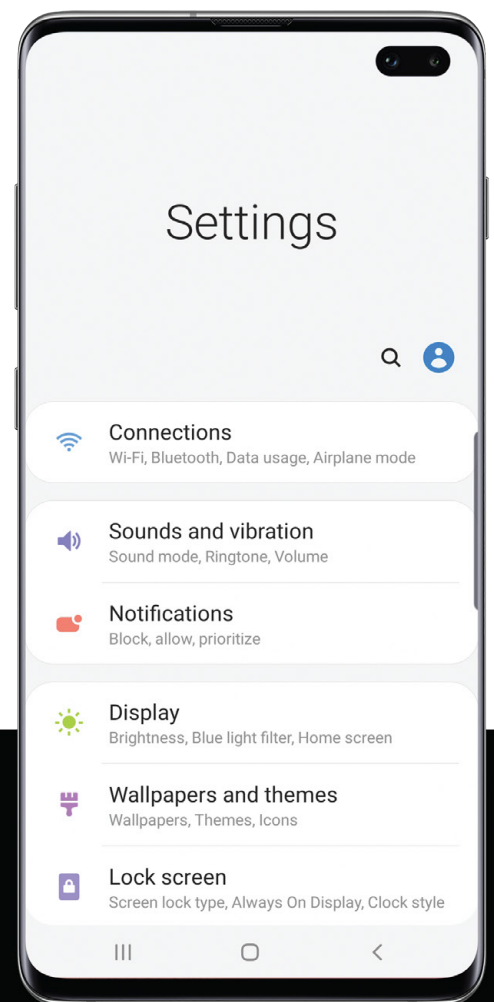 Settings
Connections
Wi-Fi, Bluetooth, Data usage, Airplane mode
Sounds and vibration
Sound mode, Ringtone, Volume
Notifications
Block, allow, prioritize
Display
Brightness, Blue light filter, Home screen
Wallpapers and themes
Wallpapers, Themes, Icons
Lock screen
Screen lock type, Always On Display, Clock style